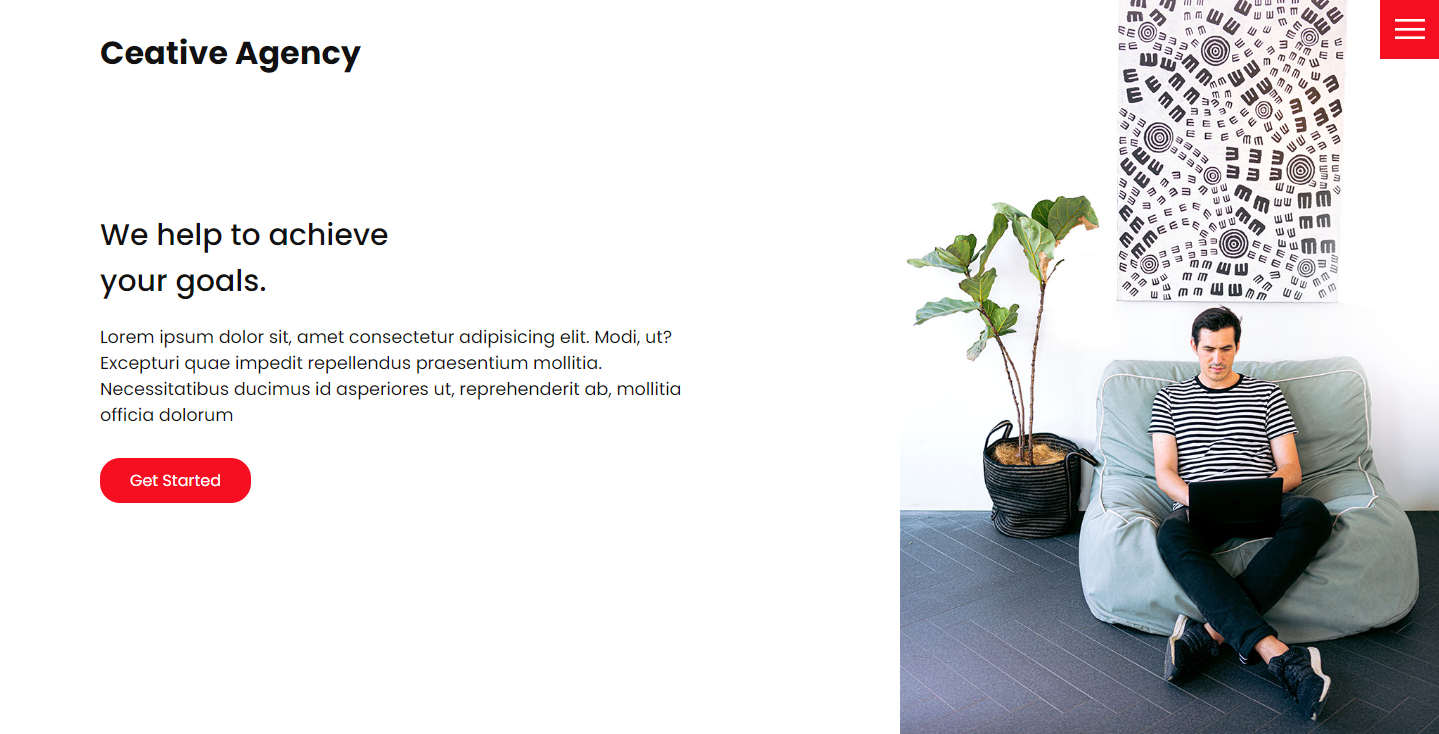 Ceative Agency
We help to achieve
your goals.
Lorem ipsum dolor sit, amet consectetur adipisicing elit. Modi, ut?
Excepturi quae impedit repellendus praesentium mollitia.
Necessitatibus ducimus id asperiores ut, reprehenderit ab, mollitia
officia dolorum
Get Started